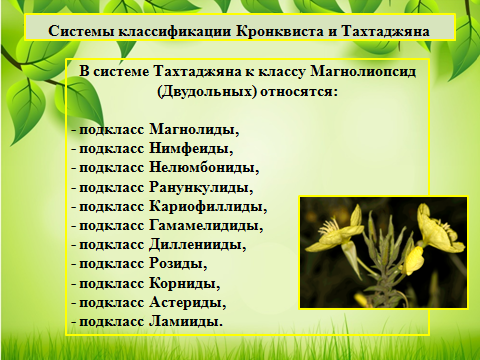 Системы классификации Кронквиста и Тахтаджяна
В системе Тахтаджяна к классу Магнолиопсид
(Двудольных) относятся:
- подкласс Магнолиды,
- подкласс Нимфеиды,
- подкласс Нелюмбониды,
- подкласс Ранункулиды,
- подкласс Кариофиллиды,
- подкласс Гамамелидиды,
- подкласс Диллениды,
- подкласс Розиды,
- подкласс Корниды,
- подкласс Астериды,
- подкласс Ламииды.